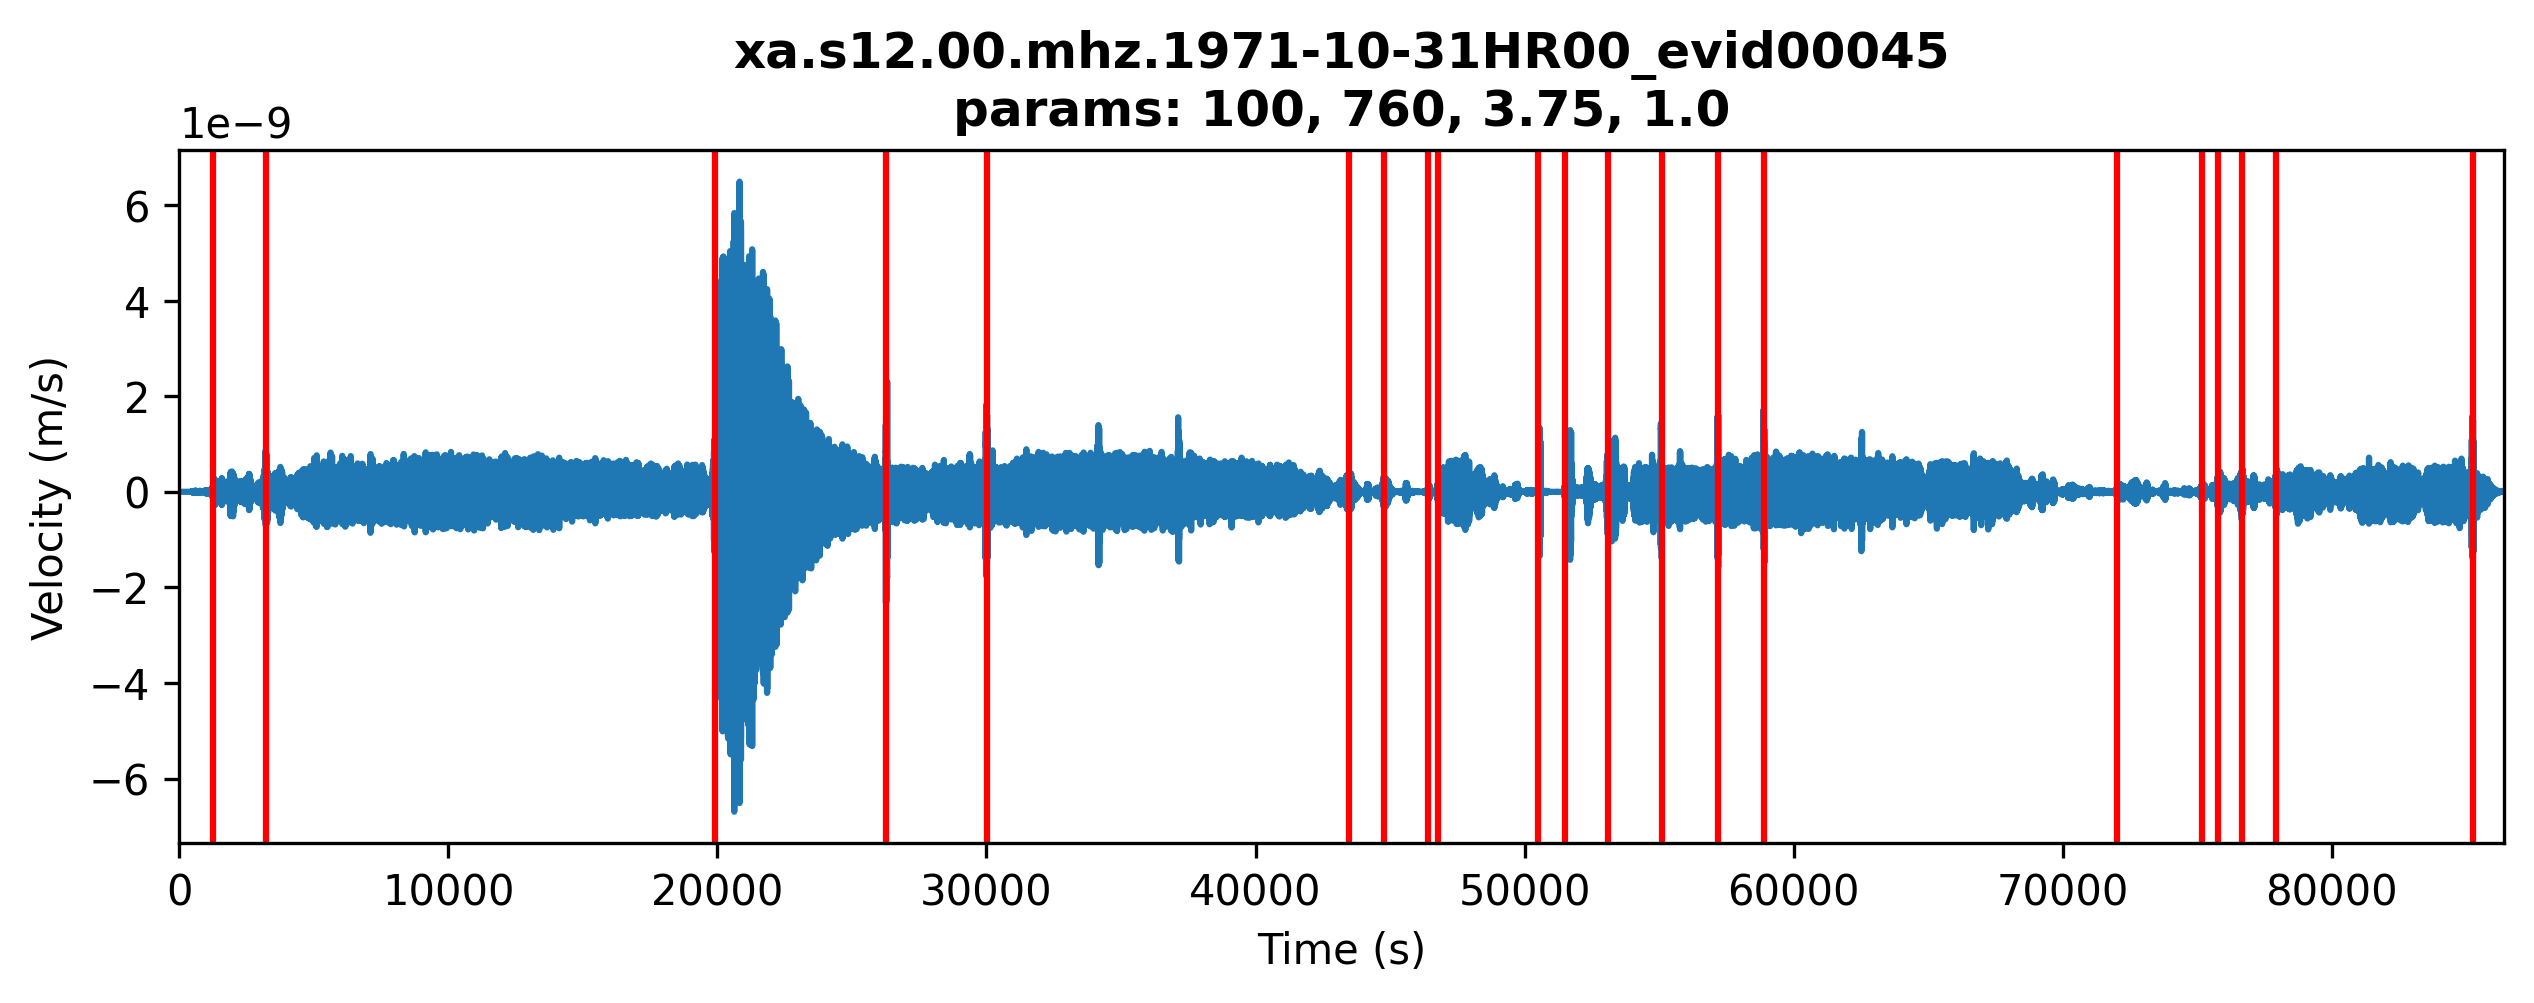 xa.s12.00.mhz.1971-10-31HR00_evid00045
params: 100, 760, 3.75, 1.0
1e−9
6
4
2
0
−2
−4
−6
Velocity (m/s)
0 10000 20000 30000 40000 50000 60000 70000 80000
Time (s)